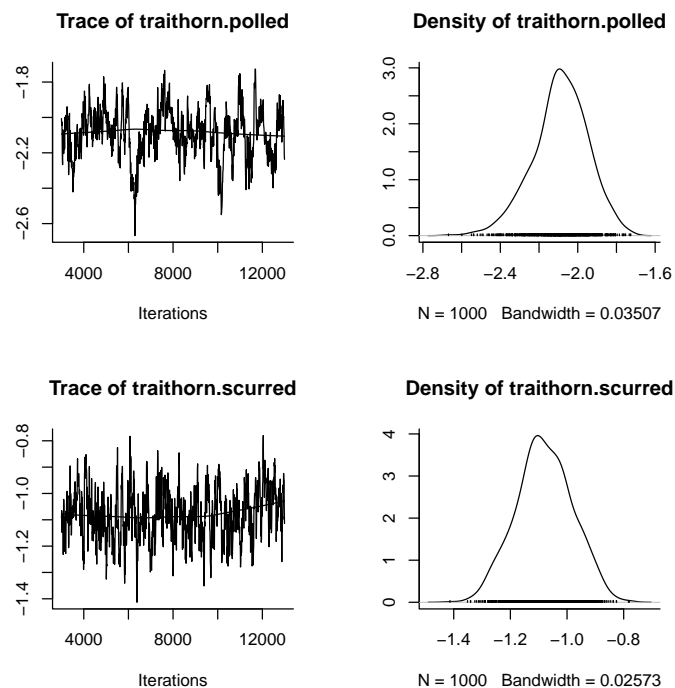 Trace of traithorn.polled
−1.8
−2.2
−2.6
4000 8000 12000
Iterations
Density of traithorn.polled
3.0
2.0
1.0
0.0
−2.8 −2.4 −2.0 −1.6
N = 1000 Bandwidth = 0.03507
Trace of traithorn.scurred
−0.8
−1.0
−1.2
−1.4
4000 8000 12000
Iterations
Density of traithorn.scurred
4
3
2
1
0
−1.4 −1.2 −1.0 −0.8
N = 1000 Bandwidth = 0.02573